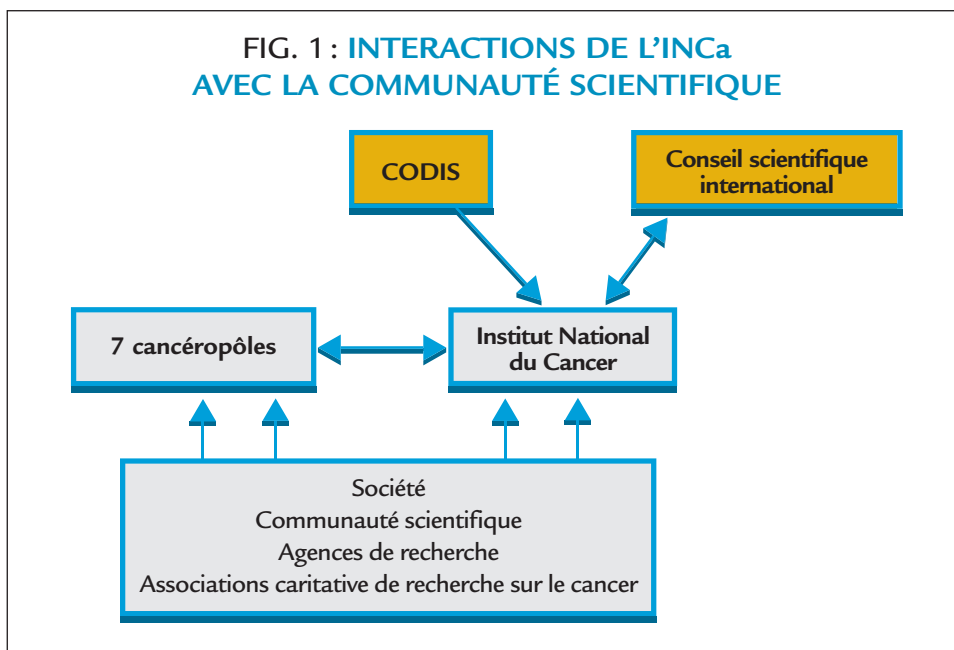 FIG. 1 : INTERACTIONS DE L'INCa
AVEC LA COMMUNAUTÉ SCIENTIFIQUE
CODIS
Conseil scientifique
international
7 cancéropôles
Institut National
du Cancer
Société
Communauté scientifique
Agences de recherche
Associations caritative de recherche sur le cancer